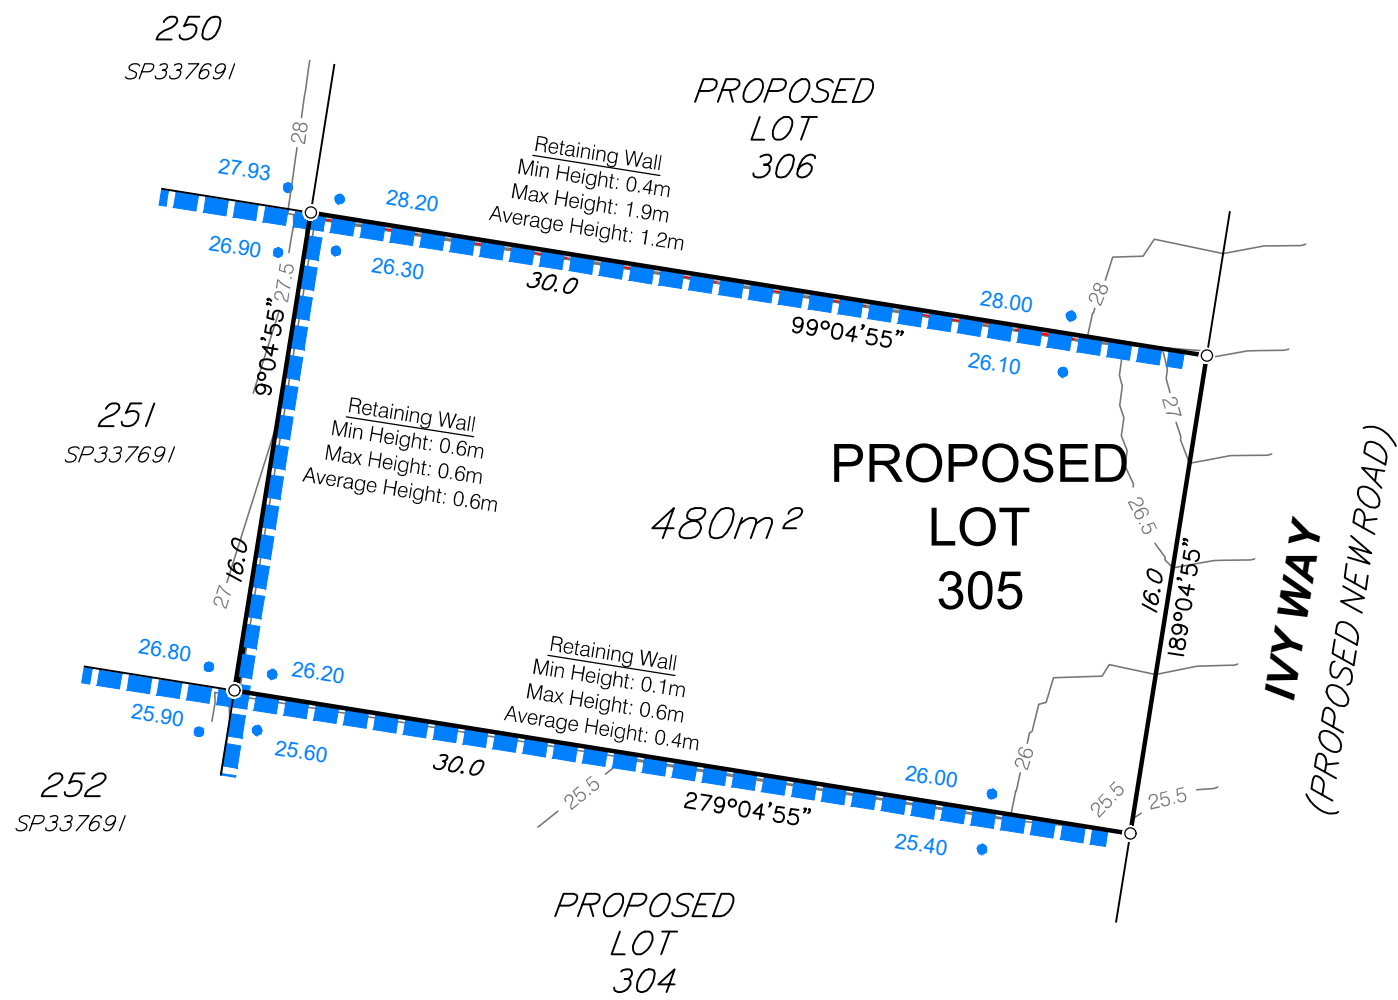 250
SP337691
PROPOSED
LOT
306
28
Retaining Wall
Min Height: 0.4m
Max Height: 1.9m
Average Height: 1.2m
27.93
28.20
26.90
26.30
27.5
30.0
28.00
28
99°04'55"
26.10
9°04'55"
27
251
SP337691
Retaining Wall
Min Height: 0.6m
Max Height: 0.6m
Average Height: 0.6m
PROPOSED
LOT
305
480m²
26.5
16.0
189°04'55"
IVY WAY
(PROPOSED NEW ROAD)
16.0
27
26.80
26.20
25.90
25.60
Retaining Wall
Min Height: 0.1m
Max Height: 0.6m
Average Height: 0.4m
30.0
26.00
26
25.5
25.5
25.5
279°04'55"
25.40
252
SP337691
PROPOSED
LOT
304